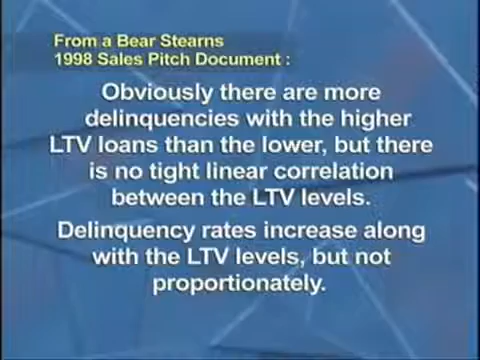 From a Bear Stearns
1998 Sales Pitch Document :
Obviously there are more
delinquencies with the higher
LTV loans than the lower, but there
is no tight linear correlation
between the LTV levels.
Delinquency rates increase along
with the LTV levels, but not
proportionately.